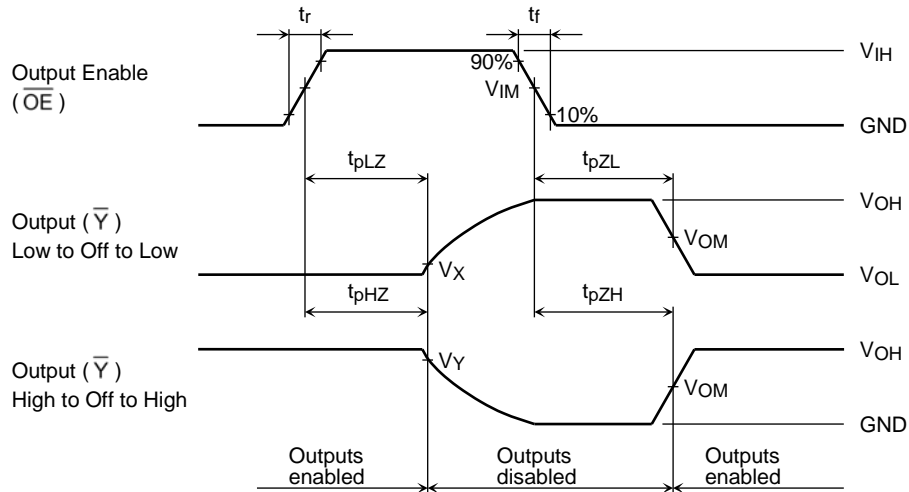 tr
tf
VIH
90%
Output Enable
( O̅E̅ )
VIM
10%
GND
tpLZ
tpZL
VOH
Output ( Y̅ )
Low to Off to Low
VOM
VX
VOL
tpHZ
tpZH
VOH
Output ( Y̅ )
High to Off to High
VY
VOM
GND
Outputs
enabled
Outputs
disabled
Outputs
enabled